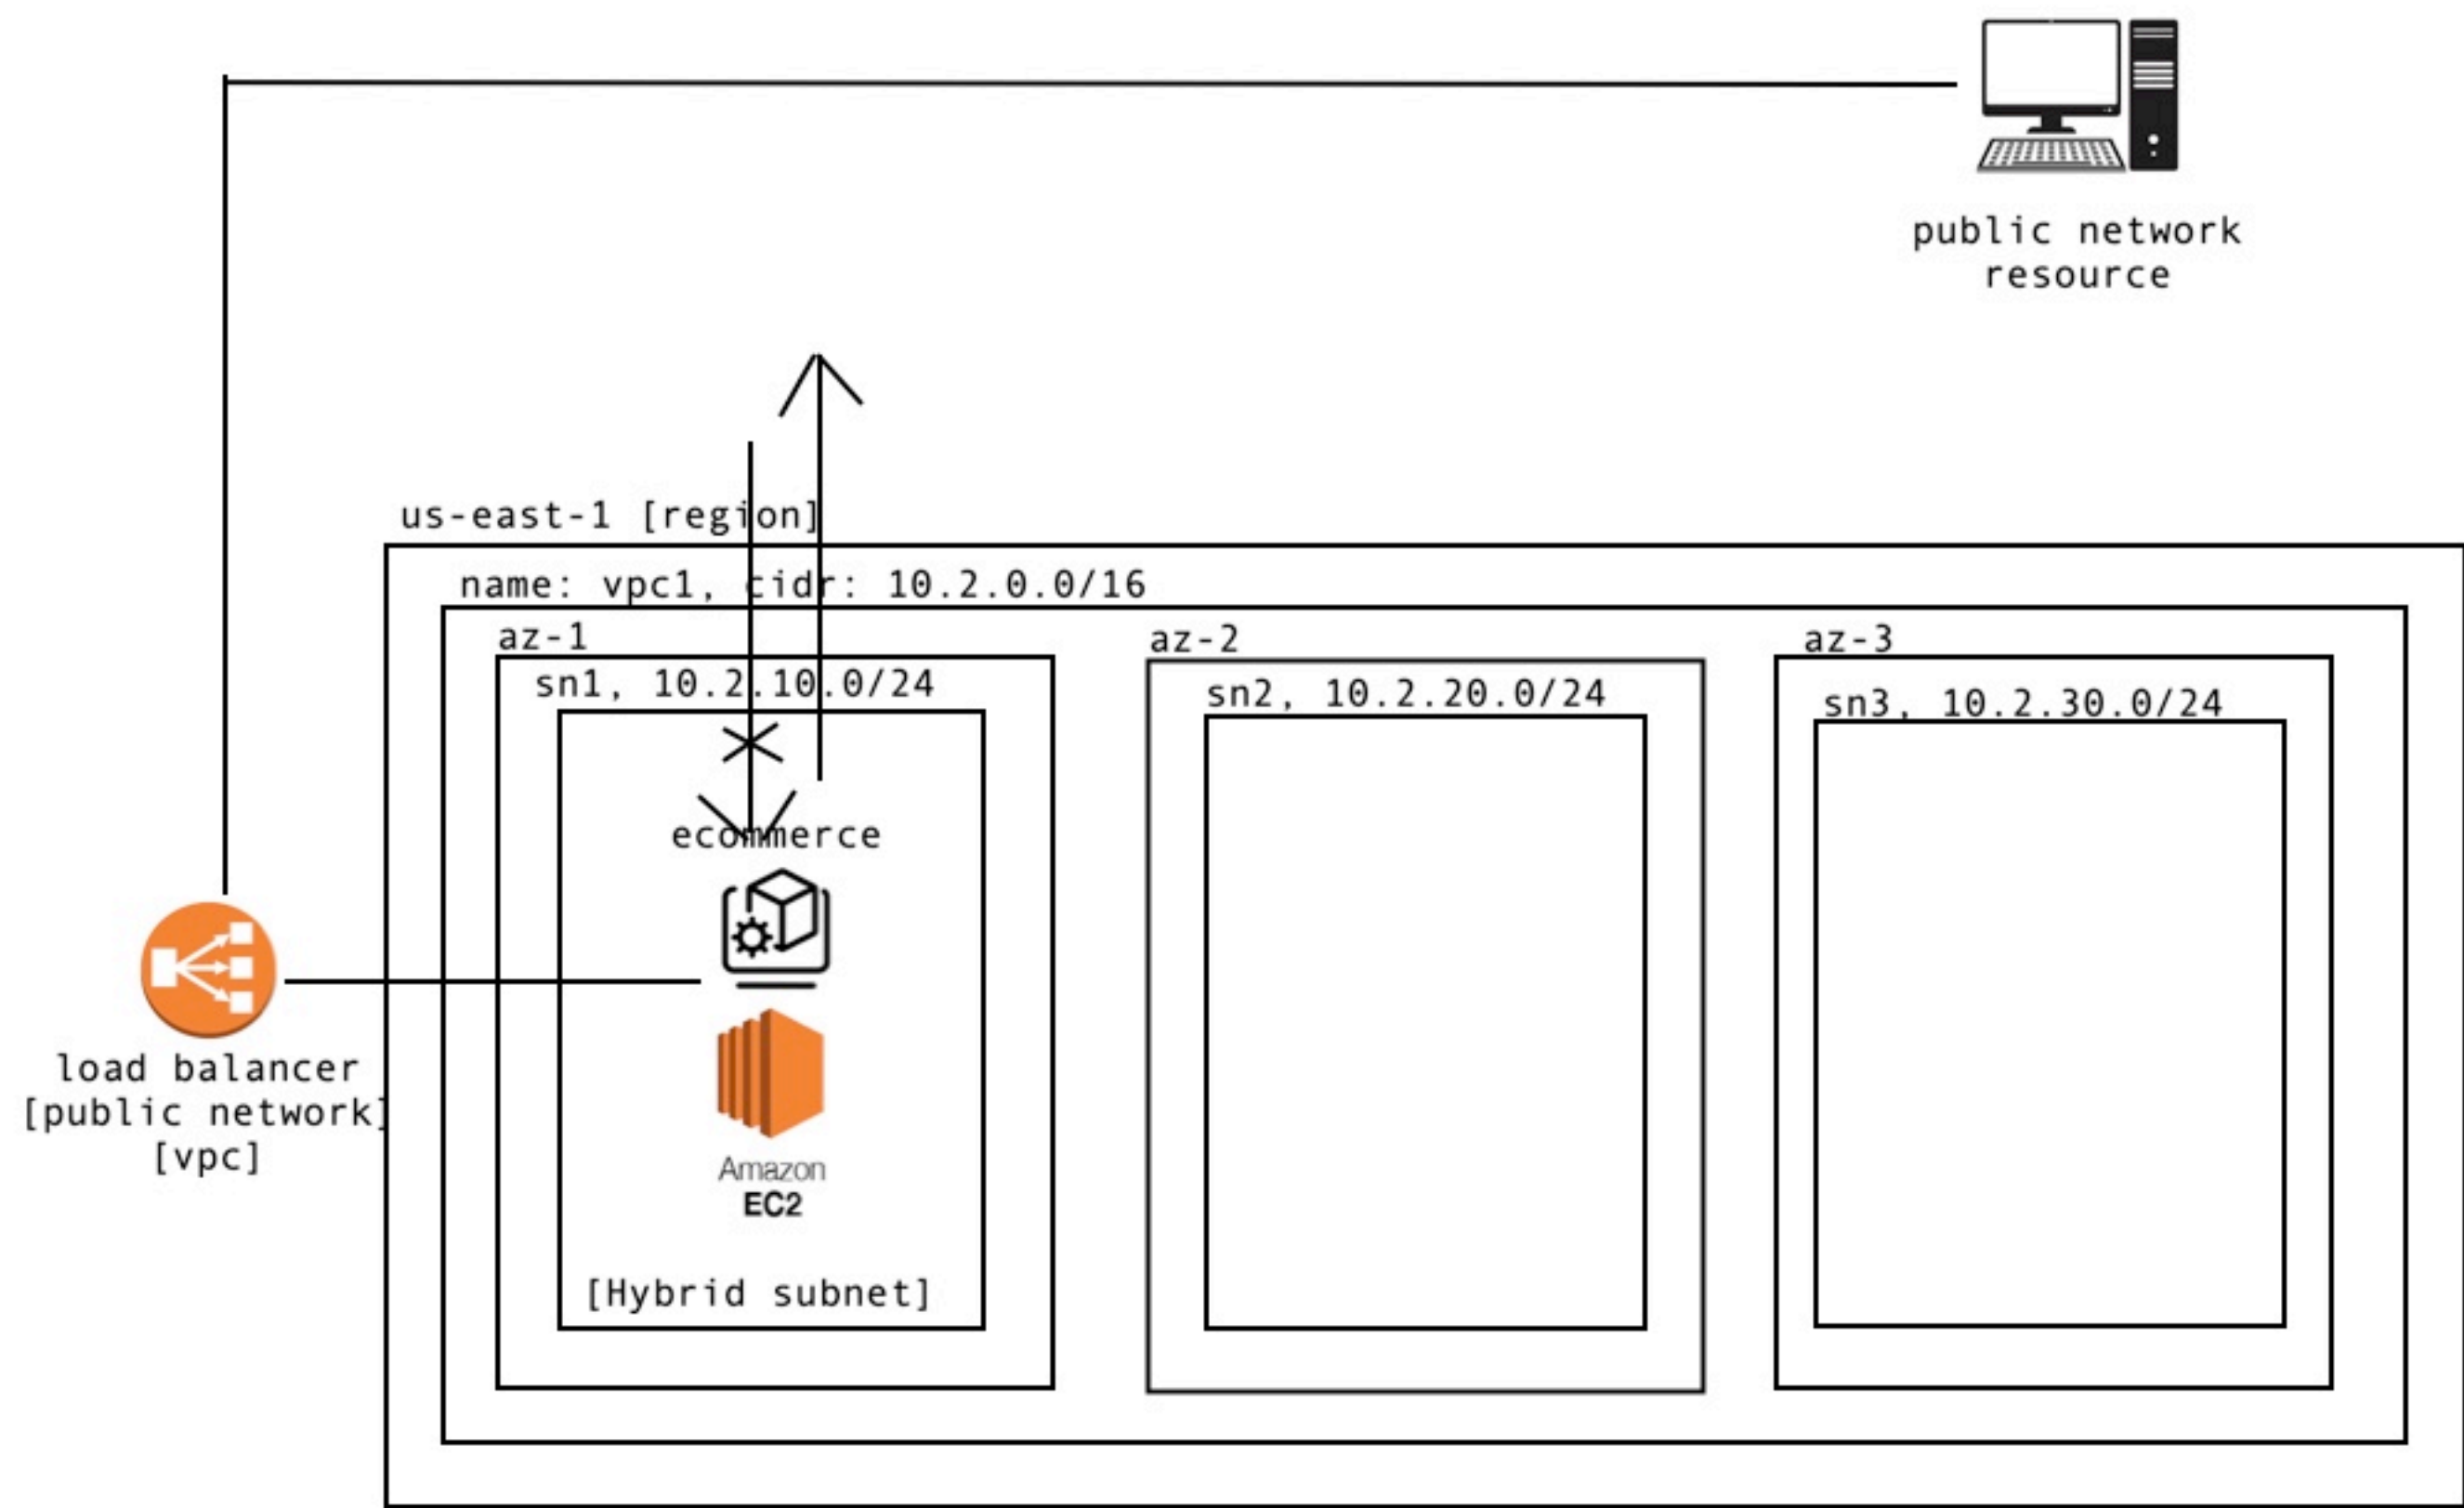 public network
resource
us-east-1 [region]
name: vpc1, cidr: 10.2.0.0/16
az-1
az-2
az-3
sn1, 10.2.10.0/24
sn2, 10.2.20.0/24
sn3, 10.2.30.0/24
ecommerce
load balancer
[public network]
[vpc]
Amazon
EC2
[Hybrid subnet]